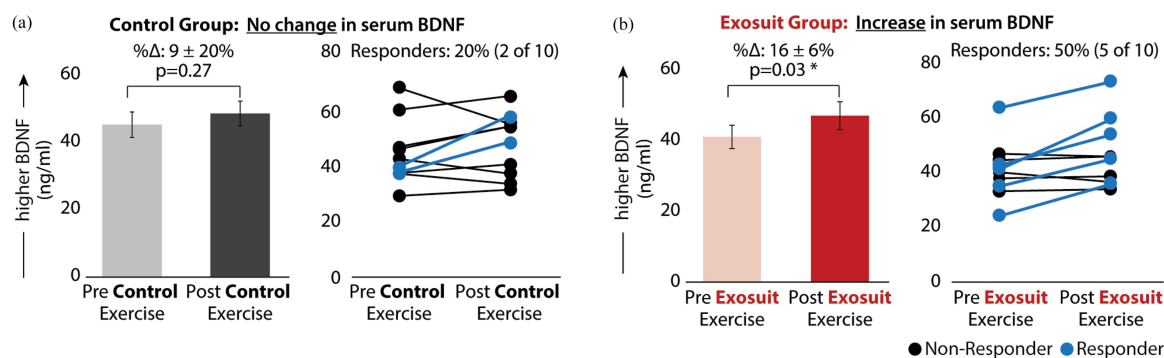 (a)
Control Group: No change in serum BDNF
%Δ: 9 ± 20%
p=0.27
higher BDNF
(ng/ml)
60
40
20
0
Pre Control
Exercise
Post Control
Exercise
Responders: 20% (2 of 10)
80
60
40
20
0
Pre Control
Exercise
Post Control
Exercise
(b)
Exosuit Group: Increase in serum BDNF
%Δ: 16 ± 6%
p=0.03 *
higher BDNF
(ng/ml)
60
40
20
0
Pre Exosuit
Exercise
Post Exosuit
Exercise
Responders: 50% (5 of 10)
80
60
40
20
0
Pre Exosuit
Exercise
Post Exosuit
Exercise
Non-Responder
Responder